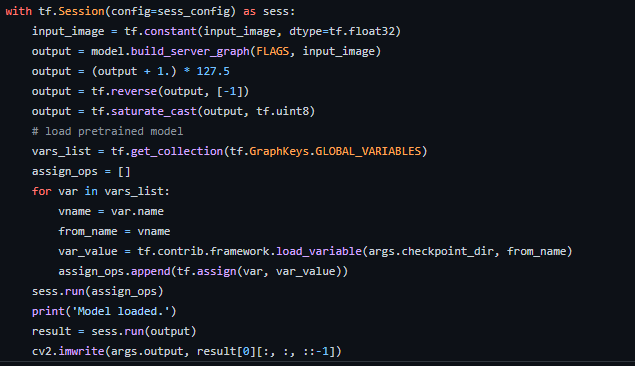 with tf.Session(config=sess_config) as sess:
    input_image = tf.constant(input_image, dtype=tf.float32)
    output = model.build_server_graph(FLAGS, input_image)
    output = (output + 1.) * 127.5
    output = tf.reverse(output, [-1])
    output = tf.saturate_cast(output, tf.uint8)
    # load pretrained model
    vars_list = tf.get_collection(tf.GraphKeys.GLOBAL_VARIABLES)
    assign_ops = []
    for var in vars_list:
        vname = var.name
        from_name = vname
        var_value = tf.contrib.framework.load_variable(args.checkpoint_dir, from_name)
        assign_ops.append(tf.assign(var, var_value))
    sess.run(assign_ops)
    print('Model loaded.')
    result = sess.run(output)
    cv2.imwrite(args.output, result[0][:, :, ::-1])